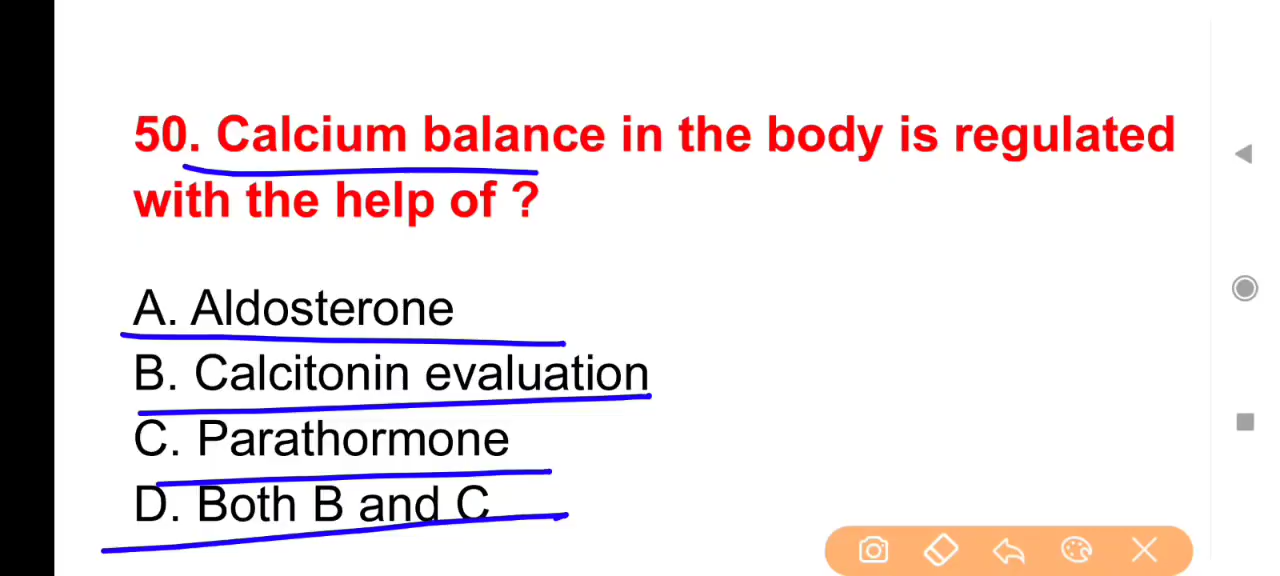 50. Calcium balance in the body is regulated
with the help of ?
A. Aldosterone
B. Calcitonin evaluation
C. Parathormone
D. Both B and C